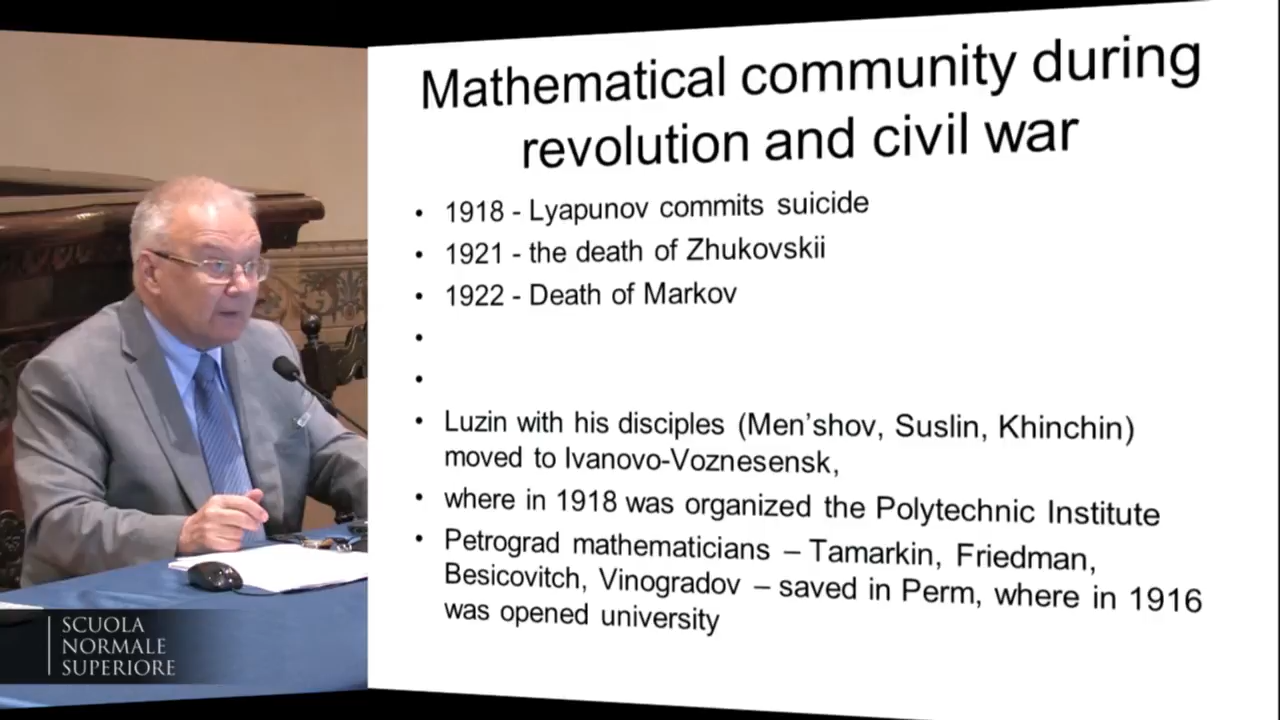 Mathematical community during
revolution and civil war
• 1918 - Lyapunov commits suicide
• 1921 - the death of Zhukovskii
• 1922 - Death of Markov
•
•
• Luzin with his disciples (Men’shov, Suslin, Khinchin)
moved to Ivanovo-Voznesensk,
• where in 1918 was organized the Polytechnic Institute
• Petrograd mathematicians – Tamarkin, Friedman,
Besicovitch, Vinogradov – saved in Perm, where in 1916
was opened university
SCUOLA
NORMALE
SUPERIORE